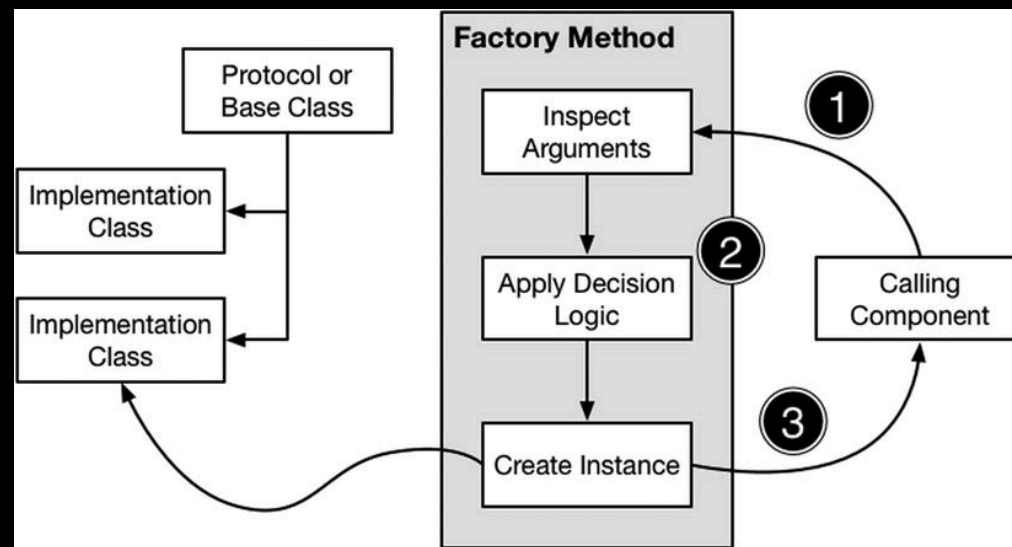 Factory Method
Protocol or
Base Class
Inspect
Arguments
1
Implementation
Class
2
Apply Decision
Logic
Calling
Component
Implementation
Class
3
Create Instance